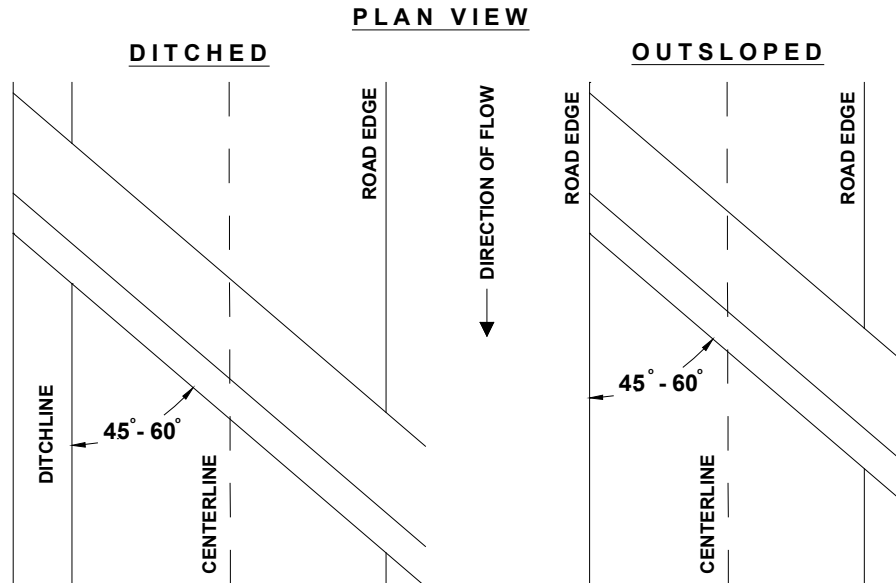 PLAN VIEW
DITCHED
OUTSLOPED
ROAD EDGE
DIRECTION OF FLOW
ROAD EDGE
ROAD EDGE
45° - 60°
45° - 60°
DITCHLINE
CENTERLINE
CENTERLINE